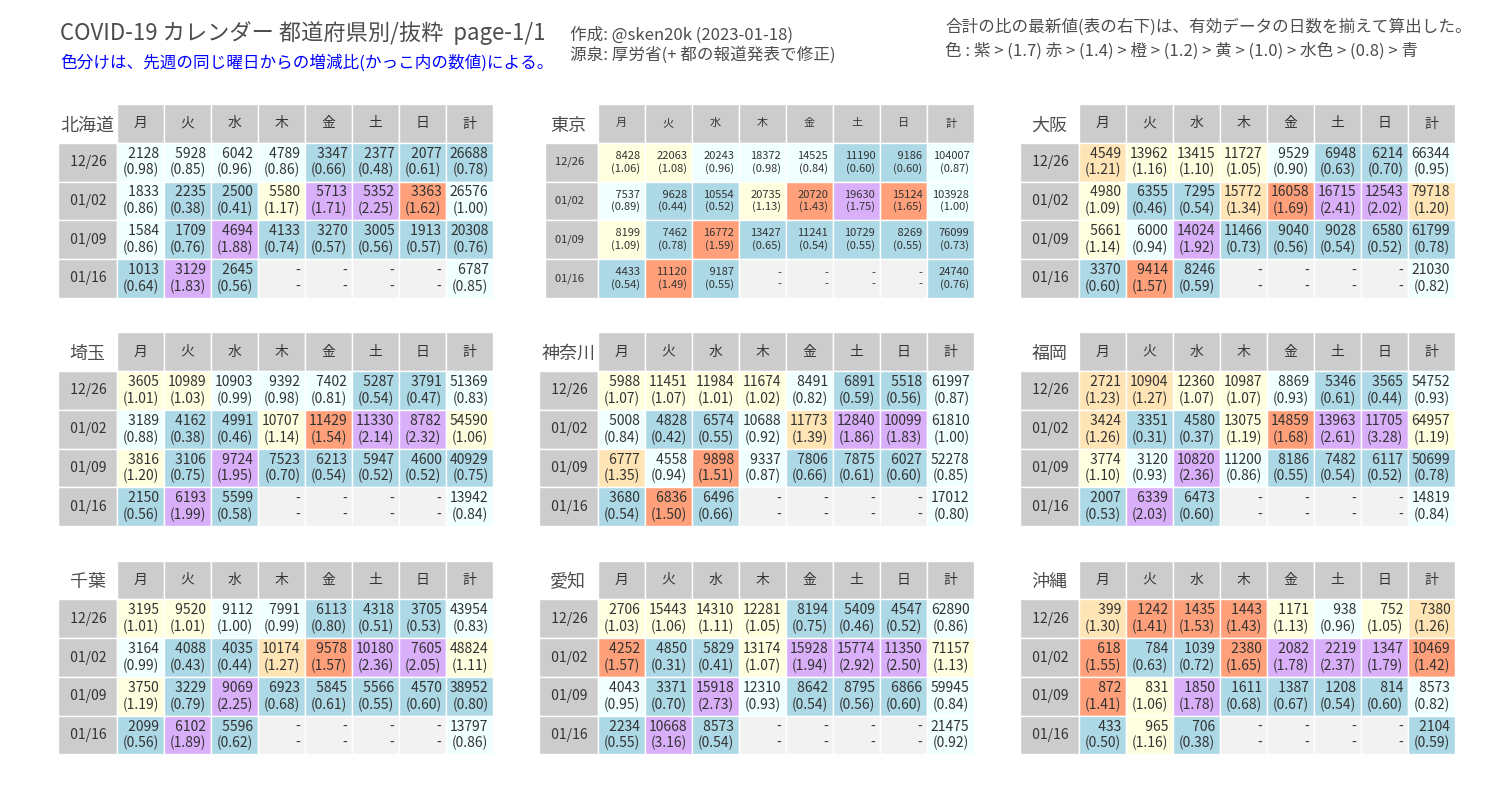 COVID-19 カレンダー 都道府県別/抜粋 page-1/1
色分けは、先週の同じ曜日からの増減比(かっこ内の数値)による。
作成: @sken20k (2023-01-18)
源泉: 厚労省(+ 都の報道発表で修正)
合計の比の最新値(表の右下)は、有効データの日数を揃えて算出した。
色 : 紫 > (1.7) 赤 > (1.4) > 橙 > (1.2) > 黄 > (1.0) > 水色 > (0.8) > 青
北海道 月 火 水 木 金 土 日 計
12/26 2128 5928 6042 4789 3347 2377 2077 26688
(0.98) (0.85) (0.96) (0.86) (0.66) (0.48) (0.61) (0.78)
01/02 1833 2235 2500 5580 5713 5352 3363 26576
(0.86) (0.38) (0.41) (1.17) (1.71) (2.25) (1.62) (1.00)
01/09 1584 1709 4694 4133 3270 3005 1913 20308
(0.86) (0.76) (1.88) (0.74) (0.57) (0.56) (0.57) (0.76)
01/16 1013 3129 2645 - - - - 6787
(0.64) (1.83) (0.56) - - - - (0.85)
東京 月 火 水 木 金 土 日 計
12/26 8428 22063 20243 18372 14525 11190 9186 104007
(1.06) (1.08) (0.96) (0.98) (0.84) (0.60) (0.60) (0.87)
01/02 7537 9628 10554 20735 20720 19630 15124 103928
(0.89) (0.44) (0.52) (1.13) (1.43) (1.75) (1.65) (1.00)
01/09 8199 7462 16772 13427 11241 10729 8269 76099
(1.09) (0.78) (1.59) (0.65) (0.54) (0.55) (0.55) (0.73)
01/16 4433 11120 9187 - - - - 24740
(0.54) (1.49) (0.55) - - - - (0.76)
大阪 月 火 水 木 金 土 日 計
12/26 4549 13962 13415 11727 9529 6948 6214 66344
(1.21) (1.16) (1.10) (1.05) (0.90) (0.63) (0.70) (0.95)
01/02 4980 6355 7295 15772 16058 16715 12543 79718
(1.09) (0.46) (0.54) (1.34) (1.69) (2.41) (2.02) (1.20)
01/09 5661 6000 14024 11466 9040 9028 6580 61799
(1.14) (0.94) (1.92) (0.73) (0.56) (0.54) (0.52) (0.78)
01/16 3370 9414 8246 - - - - 21030
(0.60) (1.57) (0.59) - - - - (0.82)
埼玉 月 火 水 木 金 土 日 計
12/26 3605 10989 10903 9392 7402 5287 3791 51369
(1.01) (1.03) (0.99) (0.98) (0.81) (0.54) (0.47) (0.83)
01/02 3189 4162 4991 10707 11429 11330 8782 54590
(0.88) (0.38) (0.46) (1.14) (1.54) (2.14) (2.32) (1.06)
01/09 3816 3106 9724 7523 6213 5947 4600 40929
(1.20) (0.75) (1.95) (0.70) (0.54) (0.52) (0.52) (0.75)
01/16 2150 6193 5599 - - - - 13942
(0.56) (1.99) (0.58) - - - - (0.84)
神奈川 月 火 水 木 金 土 日 計
12/26 5988 11451 11984 11674 8491 6891 5518 61997
(1.07) (1.07) (1.01) (1.02) (0.82) (0.59) (0.56) (0.87)
01/02 5008 4828 6574 10688 11773 12840 10099 61810
(0.84) (0.42) (0.55) (0.92) (1.39) (1.86) (1.83) (1.00)
01/09 6777 4558 9898 9337 7806 7875 6027 52278
(1.35) (0.94) (1.51) (0.87) (0.66) (0.61) (0.60) (0.85)
01/16 3680 6836 6496 - - - - 17012
(0.54) (1.50) (0.66) - - - - (0.80)
福岡 月 火 水 木 金 土 日 計
12/26 2721 10904 12360 10987 8869 5346 3565 54752
(1.23) (1.27) (1.07) (1.07) (0.93) (0.61) (0.44) (0.93)
01/02 3424 3351 4580 13075 14859 13963 11705 64957
(1.26) (0.31) (0.37) (1.19) (1.68) (2.61) (3.28) (1.19)
01/09 3774 3120 10820 11200 8186 7482 6117 50699
(1.10) (0.93) (2.36) (0.86) (0.55) (0.54) (0.52) (0.78)
01/16 2007 6339 6473 - - - - 14819
(0.53) (2.03) (0.60) - - - - (0.84)
千葉 月 火 水 木 金 土 日 計
12/26 3195 9520 9112 7991 6113 4318 3705 43954
(1.01) (1.01) (1.00) (0.99) (0.80) (0.51) (0.53) (0.83)
01/02 3164 4088 4035 10174 9578 10180 7605 48824
(0.99) (0.43) (0.44) (1.27) (1.57) (2.36) (2.05) (1.11)
01/09 3750 3229 9069 6923 5845 5566 4570 38952
(1.19) (0.79) (2.25) (0.68) (0.61) (0.55) (0.60) (0.80)
01/16 2099 6102 5596 - - - - 13797
(0.56) (1.89) (0.62) - - - - (0.86)
愛知 月 火 水 木 金 土 日 計
12/26 2706 15443 14310 12281 8194 5409 4547 62890
(1.03) (1.06) (1.11) (1.05) (0.75) (0.46) (0.52) (0.86)
01/02 4252 4850 5829 13174 15928 15774 11350 71157
(1.57) (0.31) (0.41) (1.07) (1.94) (2.92) (2.50) (1.13)
01/09 4043 3371 15918 12310 8642 8795 6866 59945
(0.95) (0.70) (2.73) (0.93) (0.54) (0.56) (0.60) (0.84)
01/16 2234 10668 8573 - - - - 21475
(0.55) (3.16) (0.54) - - - - (0.92)
沖縄 月 火 水 木 金 土 日 計
12/26 399 1242 1435 1443 1171 938 752 7380
(1.30) (1.41) (1.53) (1.43) (1.13) (0.96) (1.05) (1.26)
01/02 618 784 1039 2380 2082 2219 1347 10469
(1.55) (0.63) (0.72) (1.65) (1.78) (2.37) (1.79) (1.42)
01/09 872 831 1850 1611 1387 1208 814 8573
(1.41) (1.06) (1.78) (0.68) (0.67) (0.54) (0.60) (0.82)
01/16 433 965 706 - - - - 2104
(0.50) (1.16) (0.38) - - - - (0.59)